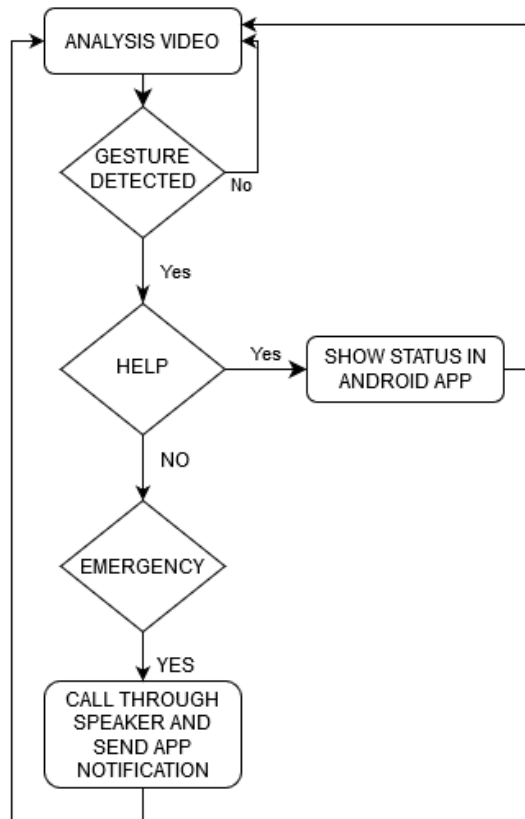 ANALYSIS VIDEO
GESTURE
DETECTED
No
Yes
HELP
Yes
SHOW STATUS IN
ANDROID APP
NO
EMERGENCY
YES
CALL THROUGH
SPEAKER AND
SEND APP
NOTIFICATION